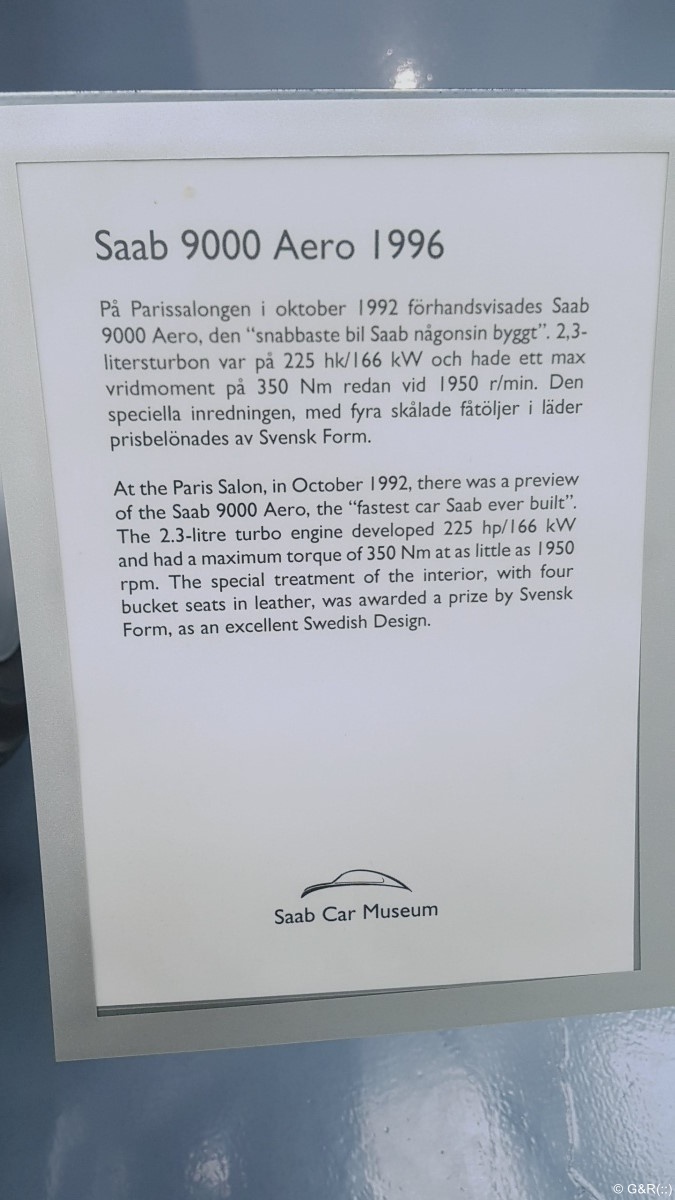 Saab 9000 Aero 1996
På Parissalongen i oktober 1992 förhandsvisades Saab
9000 Aero, den “snabbaste bil Saab någonsin byggt”. 2,3-
litersturbon var på 225 hk/166 kW och hade ett max
vridmoment på 350 Nm redan vid 1950 r/min. Den
speciella inredningen, med fyra skålade fåtöljer i läder
prisbelönades av Svensk Form.
At the Paris Salon, in October 1992, there was a preview
of the Saab 9000 Aero, the “fastest car Saab ever built”.
The 2.3-litre turbo engine developed 225 hp/166 kW
and had a maximum torque of 350 Nm at as little as 1950
rpm. The special treatment of the interior, with four
bucket seats in leather, was awarded a prize by Svensk
Form, as an excellent Swedish Design.
Saab Car Museum
© G&R(::)